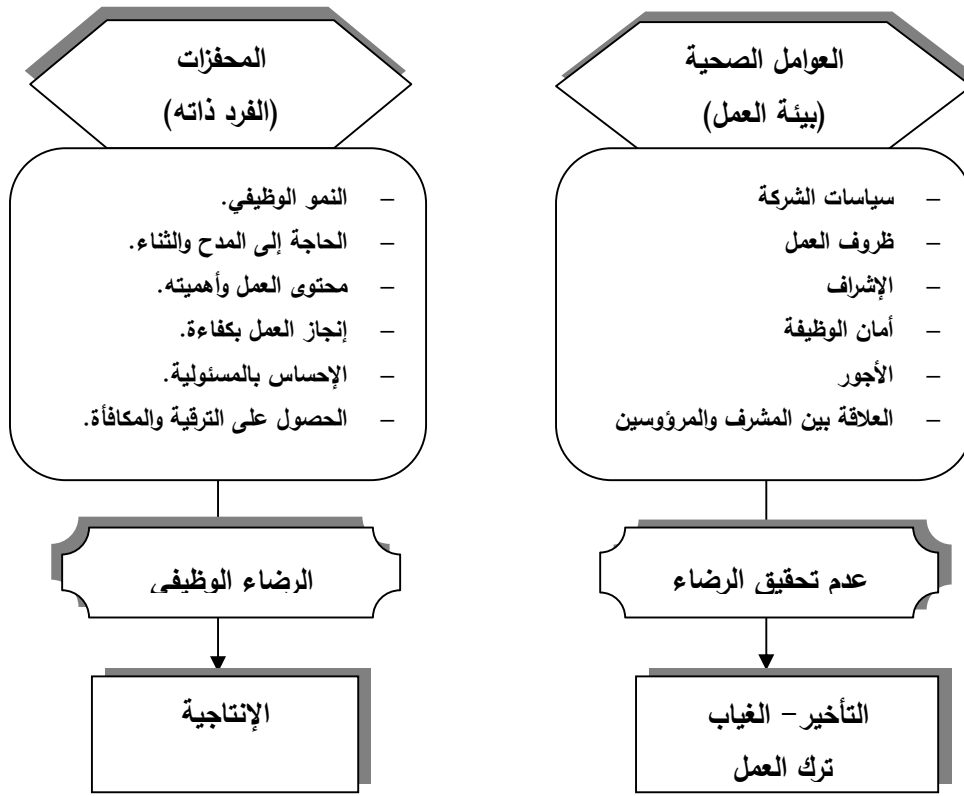 العوامل الصحية
(بيئة العمل)
– سياسات الشركة
– ظروف العمل
– الإشراف
– أمان الوظيفة
– الأجور
– العلاقة بين المشرف والمرؤوسين
عدم تحقيق الرضاء
التأخير – الغياب
ترك العمل
المحفزات
(الفرد ذاته)
– النمو الوظيفي.
– الحاجة إلى المدح والثناء.
– محتوى العمل وأهميته.
– إنجاز العمل بكفاءة.
– الإحساس بالمسئولية.
– الحصول على الترقية والمكافأة.
الرضاء الوظيفي
الإنتاجية